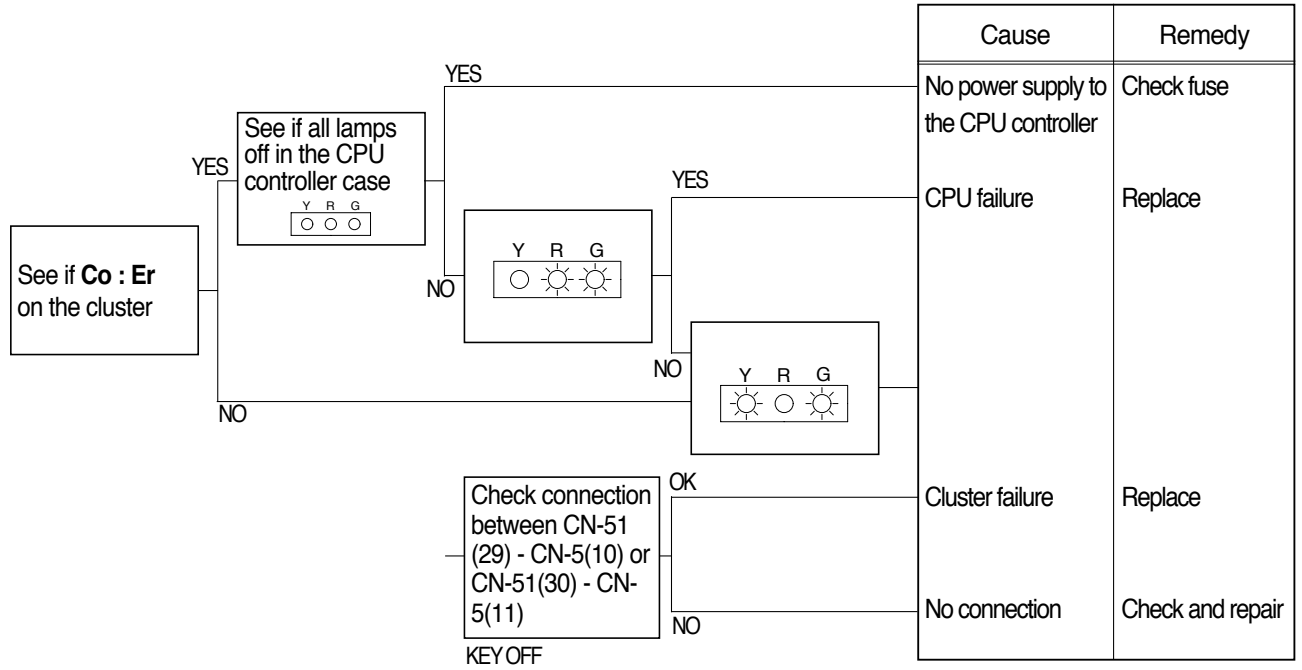 Cause
Remedy
YES
No power supply to
the CPU controller
Check fuse
See if all lamps
off in the CPU
controller case
Y R G
YES
YES
CPU failure
Replace
See if Co : Er
on the cluster
Y R G
NO
NO
Y R G
NO
Check connection
between CN-51
(29) - CN-5(10) or
CN-51(30) - CN-
5(11)
OK
Cluster failure
Replace
No connection
Check and repair
NO
KEY OFF